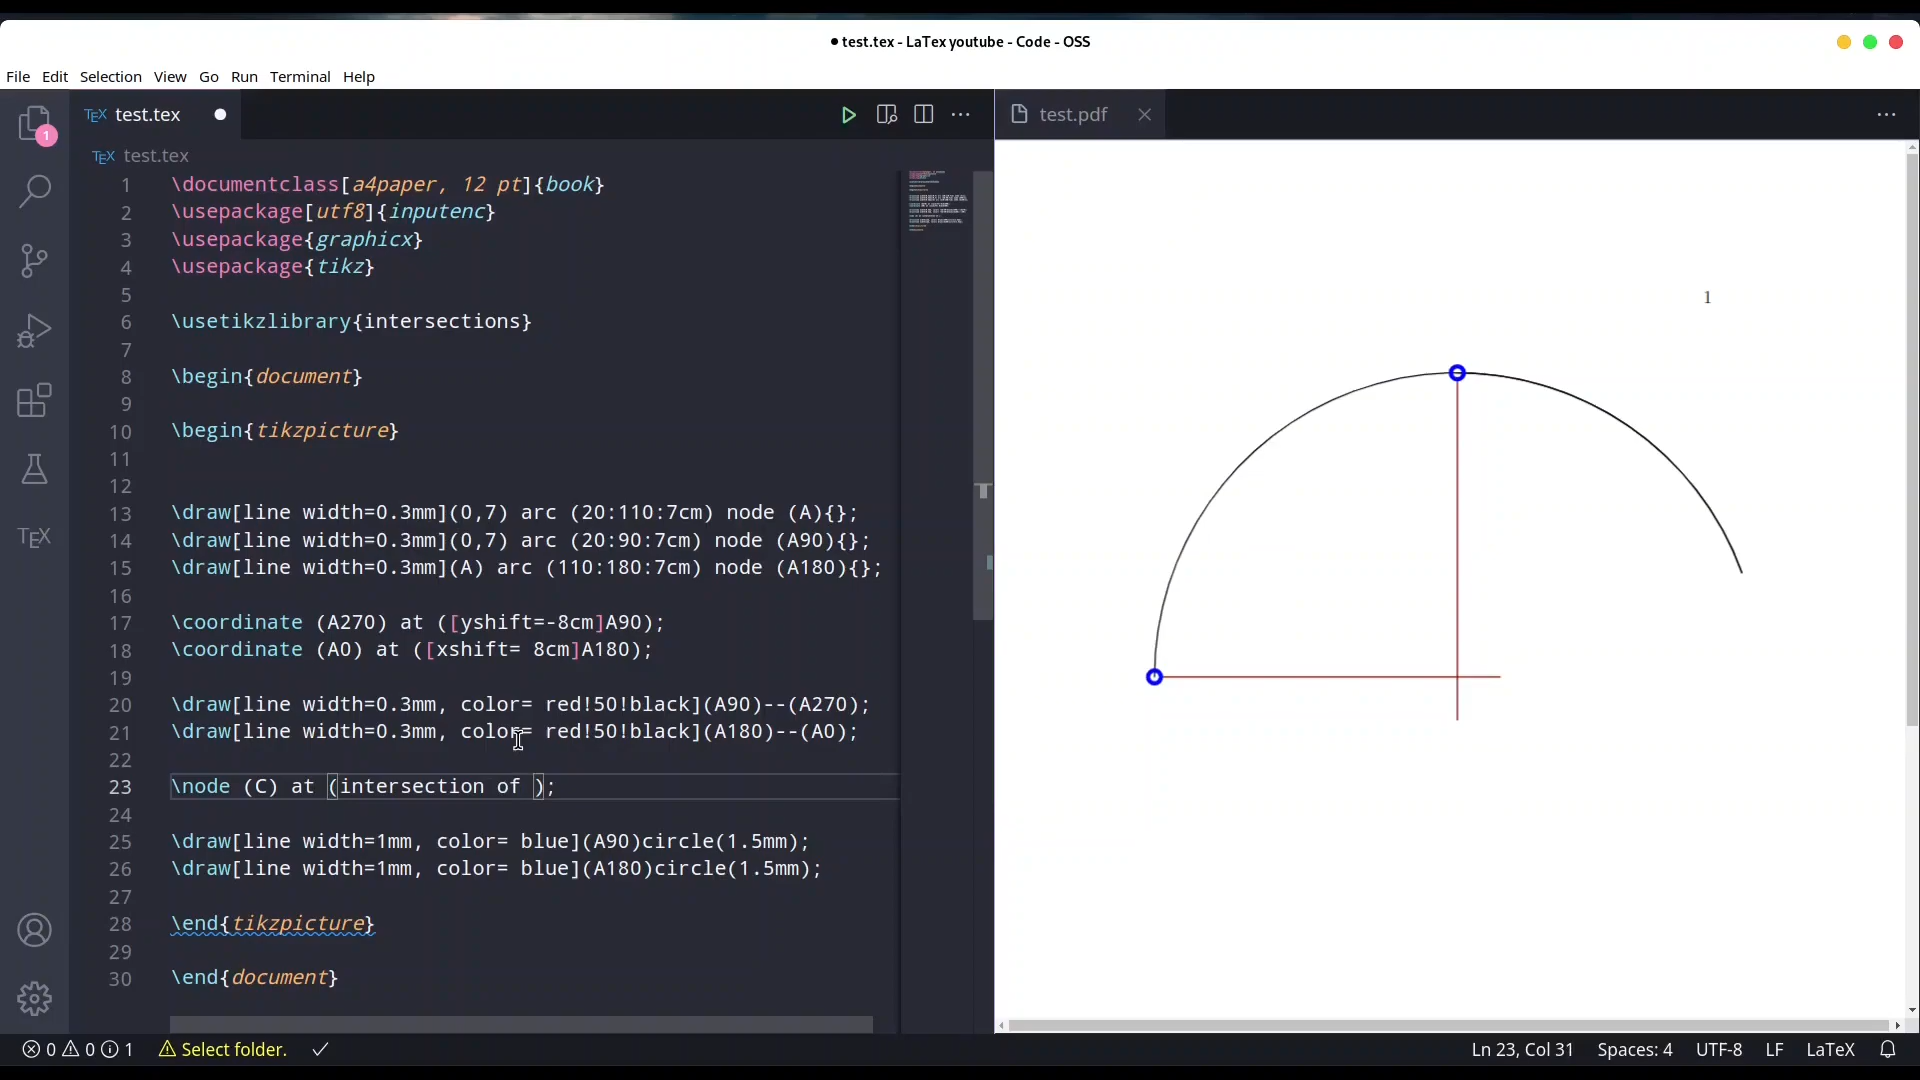 test.tex - LaTex youtube - Code - OSS
File Edit Selection View Go Run Terminal Help
TEX test.tex
test.pdf
1
TEX test.tex
1 \documentclass[a4paper, 12 pt]{book}
2 \usepackage[utf8]{inputenc}
3 \usepackage{graphicx}
4 \usepackage{tikz}
5
6 \usetikzlibrary{intersections}
7
8 \begin{document}
9
10 \begin{tikzpicture}
11
12
13 \draw[line width=0.3mm](0,7) arc (20:110:7cm) node (A){};
14 \draw[line width=0.3mm](0,7) arc (20:90:7cm) node (A90){};
15 \draw[line width=0.3mm](A) arc (110:180:7cm) node (A180){};
16
17 \coordinate (A270) at ([yshift=-8cm]A90);
18 \coordinate (A0) at ([xshift= 8cm]A180);
19
20 \draw[line width=0.3mm, color= red!50!black](A90)--(A270);
21 \draw[line width=0.3mm, color= red!50!black](A180)--(A0);
22
23 \node (C) at (intersection of );
24
25 \draw[line width=1mm, color= blue](A90)circle(1.5mm);
26 \draw[line width=1mm, color= blue](A180)circle(1.5mm);
27
28 \end{tikzpicture}
29
30 \end{document}
TEX
1
0 0 1 Select folder. Ln 23, Col 31 Spaces: 4 UTF-8 LF LaTeX